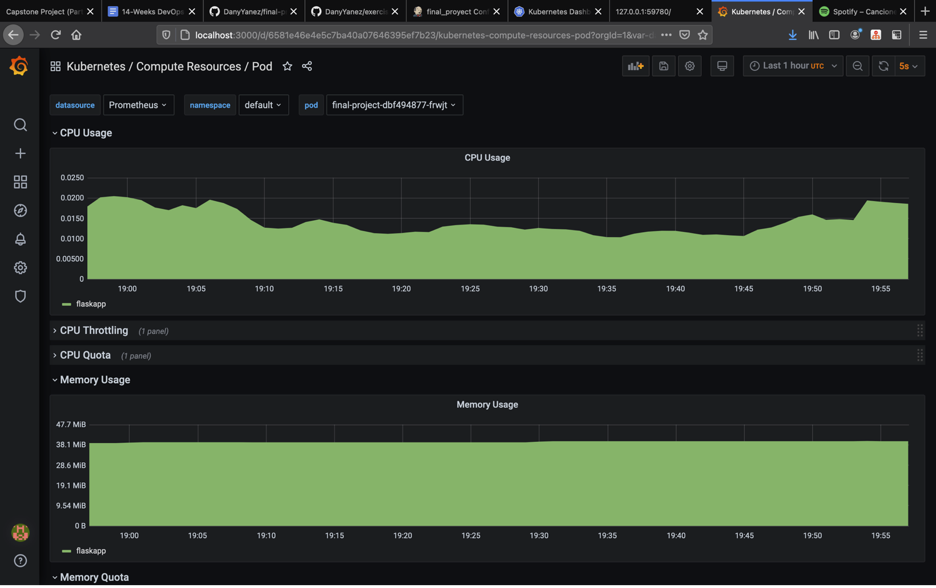 Capstone Project (Par
14-Weeks DevOps
DanyYanez/final-p
DanyYanez/exerci
final_proyect Con
Kubernetes Dashb
127.0.0.1:59780/
Kubernetes / Com
Spotify – Cancione
localhost:3000/d/6581e46e4e5c7ba40a07646395ef7b23/kubernetes-compute-resources-pod?orgId=1&var-d
Kubernetes / Compute Resources / Pod
Last 1 hour UTC
5s
datasource Prometheus namespace default pod final-project-dbf494877-frwjt
CPU Usage
CPU Usage
0.0250
0.0200
0.0150
0.0100
0.00500
0
19:00 19:05 19:10 19:15 19:20 19:25 19:30 19:35 19:40 19:45 19:50 19:55
flaskapp
CPU Throttling (1 panel)
CPU Quota (1 panel)
Memory Usage
Memory Usage
47.7 MiB
38.1 MiB
28.6 MiB
19.1 MiB
9.54 MiB
0 B
19:00 19:05 19:10 19:15 19:20 19:25 19:30 19:35 19:40 19:45 19:50 19:55
flaskapp
Memory Quota